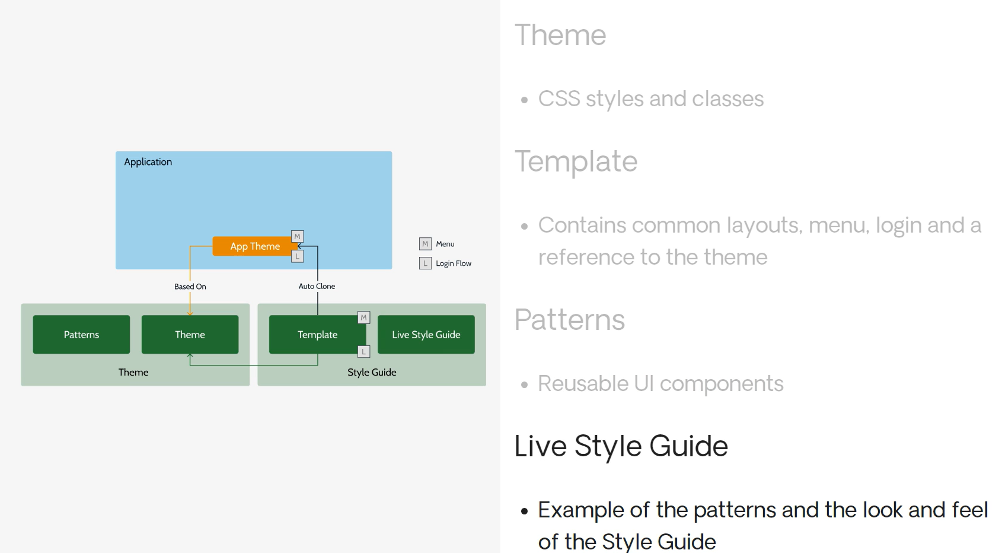 Application
M
App Theme
L
M Menu
L Login Flow
Based On
Auto Clone
Patterns
Theme
Template
M
L
Live Style Guide
Theme
Style Guide
Theme
• CSS styles and classes
Template
• Contains common layouts, menu, login and a
reference to the theme
Patterns
• Reusable UI components
Live Style Guide
• Example of the patterns and the look and feel
of the Style Guide